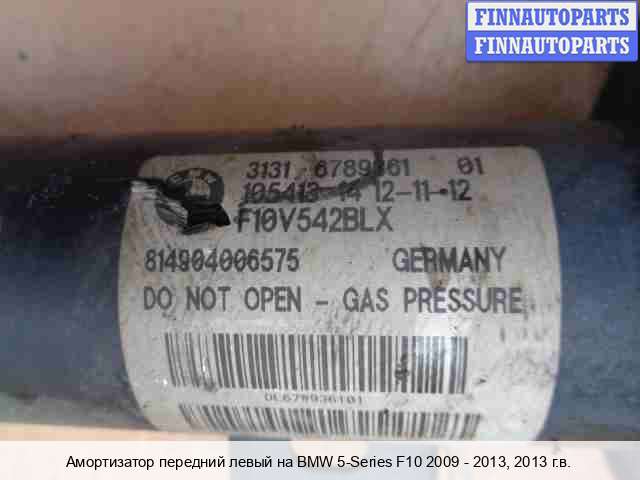 FINNAUTOPARTS
FINNAUTOPARTS
3131 6789361 01
105413-14 12-11-12
F10V542BLX
814904006575 GERMANY
DO NOT OPEN - GAS PRESSURE
DL678936101
Амортизатор передний левый на BMW 5-Series F10 2009 - 2013, 2013 г.в.